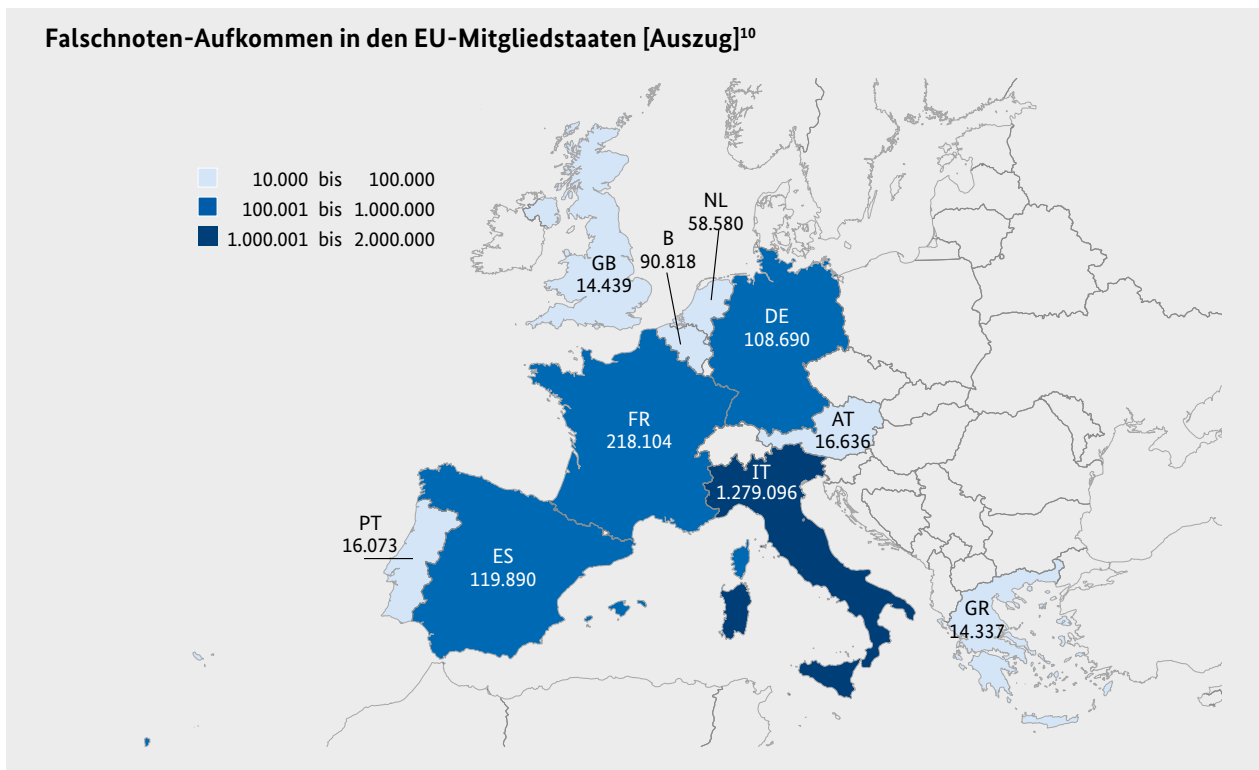 Falschnoten-Aufkommen in den EU-Mitgliedstaaten [Auszug]¹⁰
10.000 bis 100.000
100.001 bis 1.000.000
1.000.001 bis 2.000.000
NL
58.580
B
90.818
GB
14.439
DE
108.690
FR
218.104
AT
16.636
IT
1.279.096
PT
16.073
ES
119.890
GR
14.337